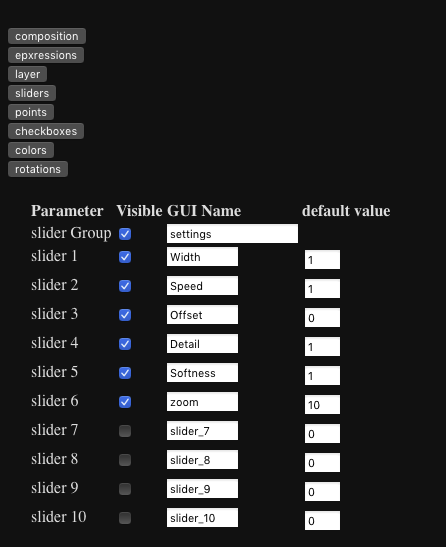 composition
epxressions
layer
sliders
points
checkboxes
colors
rotations
Parameter Visible GUI Name default value
slider Group settings
slider 1 Width 1
slider 2 Speed 1
slider 3 Offset 0
slider 4 Detail 1
slider 5 Softness 1
slider 6 zoom 10
slider 7 slider_7 0
slider 8 slider_8 0
slider 9 slider_9 0
slider 10 slider_10 0